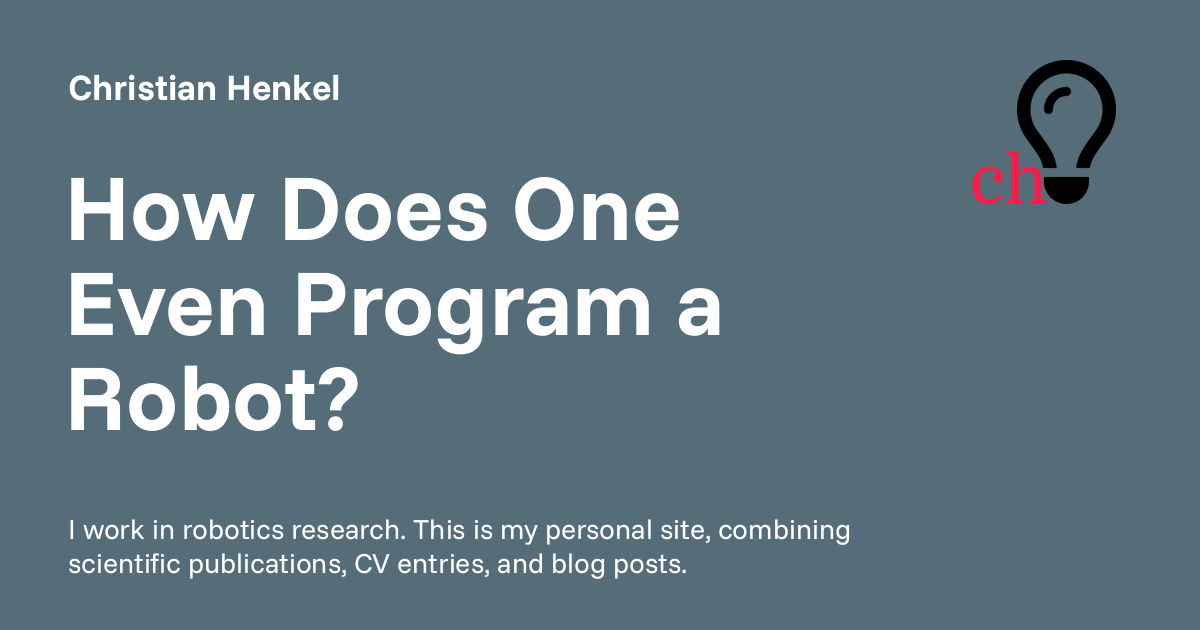 Christian Henkel
ch
How Does One
Even Program a
Robot?
I work in robotics research. This is my personal site, combining
scientific publications, CV entries, and blog posts.